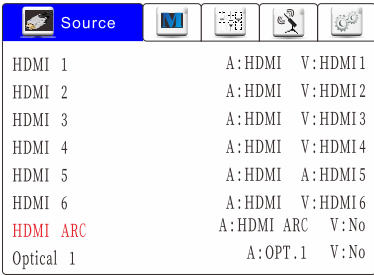 Source M
HDMI 1 A:HDMI V:HDMI1
HDMI 2 A:HDMI V:HDMI2
HDMI 3 A:HDMI V:HDMI3
HDMI 4 A:HDMI V:HDMI4
HDMI 5 A:HDMI A:HDMI5
HDMI 6 A:HDMI V:HDMI6
HDMI ARC A:HDMI ARC V:No
Optical 1 A:OPT.1 V:No